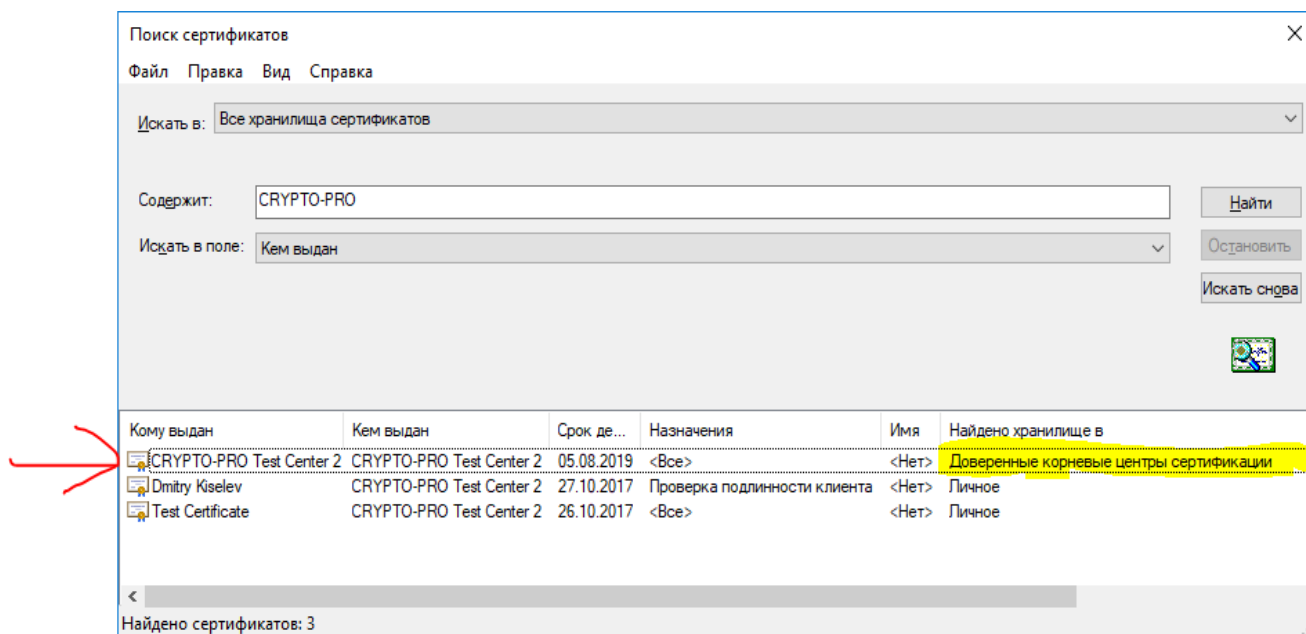 Поиск сертификатов
Файл Правка Вид Справка
Искать в: Все хранилища сертификатов
Содержит: CRYPTO-PRO Найти
Искать в поле: Кем выдан Остановить
Искать снова
Кому выдан Кем выдан Срок де... Назначения Имя Найдено хранилище в
CRYPTO-PRO Test Center 2 CRYPTO-PRO Test Center 2 05.08.2019 <Все> <Нет> Доверенные корневые центры сертификации
Dmitry Kiselev CRYPTO-PRO Test Center 2 27.10.2017 Проверка подлинности клиента <Нет> Личное
Test Certificate CRYPTO-PRO Test Center 2 26.10.2017 <Все> <Нет> Личное
Найдено сертификатов: 3